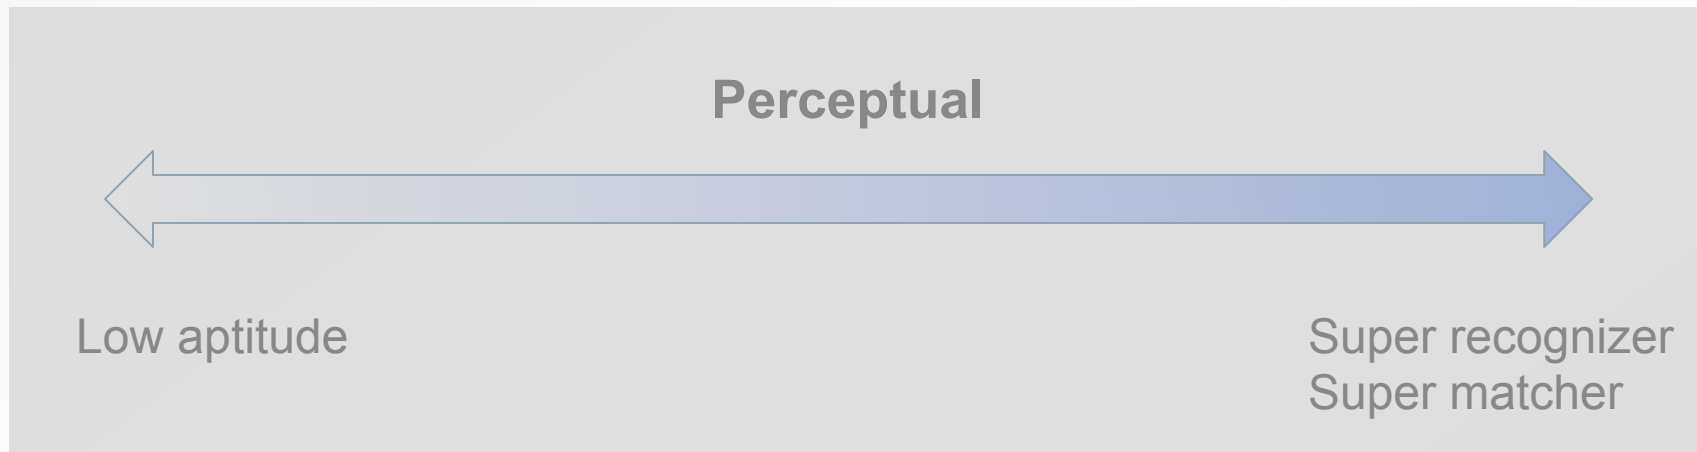 Perceptual
Low aptitude
Super recognizer
Super matcher